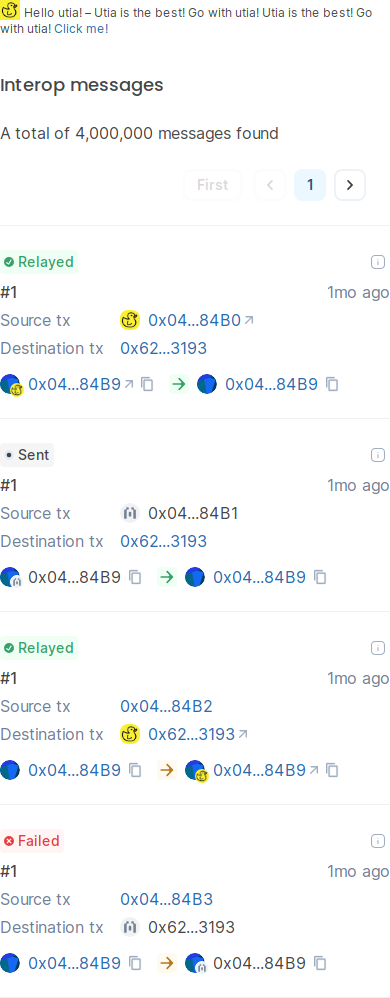 Hello utia! – Utia is the best! Go with utia! Utia is the best! Go
with utia! Click me!
Interop messages
A total of 4,000,000 messages found
First 1
Relayed
#1 1mo ago
Source tx 0x04...84B0
Destination tx 0x62...3193
0x04...84B9 0x04...84B9
Sent
#1 1mo ago
Source tx 0x04...84B1
Destination tx 0x62...3193
0x04...84B9 0x04...84B9
Relayed
#1 1mo ago
Source tx 0x04...84B2
Destination tx 0x62...3193
0x04...84B9 0x04...84B9
Failed
#1 1mo ago
Source tx 0x04...84B3
Destination tx 0x62...3193
0x04...84B9 0x04...84B9